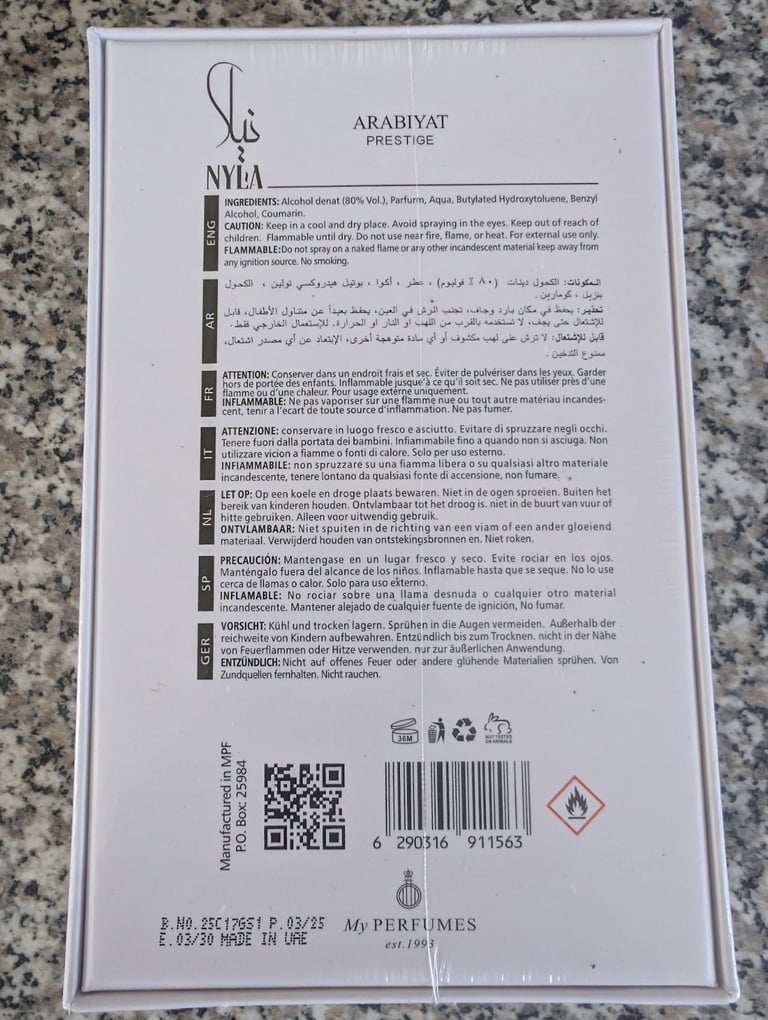 نيلا
NYLA
ARABIYAT
PRESTIGE
ENG
INGREDIENTS: Alcohol denat (80% Vol.), Parfum, Aqua, Butylated Hydroxytoluene, Benzyl
Alcohol, Coumarin.
CAUTION: Keep in a cool and dry place. Avoid spraying in the eyes. Keep out of reach of
children. Flammable until dry. Do not use near fire, flame, or heat. For external use only.
FLAMMABLE:Do not spray on a naked flame or any other incandescent material keep away from
any ignition source. No smoking.
AR
المكونات: الكحول دينات (٨٠ ٪ فوليوم) ، عطر ، أكوا ، بوتيل هيدروكسي تولين ، الكحول
بنزيل ، كومارين .
تحذير: يحفظ في مكان بارد وجاف، تجنب الرش في العين، يحفظ بعيداً عن متناول الأطفال، قابل
للإشتعال حتى يجف، لا تستخدمه بالقرب من اللهب او النار او الحرارة. للإستعمال الخارجي فقط.
قابل للإشتعال: لا ترش على لهب مكشوف أو أي مادة متوهجة أخرى، الإبتعاد عن أي مصدر اشتعال،
ممنوع التدخين .
FR
ATTENTION: Conserver dans un endroit frais et sec. Éviter de pulvériser dans les yeux. Garder
hors de portée des enfants. Inflammable jusqu'à ce qu'il soit sec. Ne pas utiliser près d'une
flamme ou d'une chaleur. Pour usage externe uniquement.
INFLAMMABLE: Ne pas vaporiser sur une flamme nue ou tout autre matériau incandes-
cent, tenir a l'ecart de toute source d'inflammation. Ne pas fumer.
IT
ATTENZIONE: conservare in luogo fresco e asciutto. Evitare di spruzzare negli occhi.
Tenere fuori dalla portata dei bambini. Infiammabile fino a quando non si asciuga. Non
utilizzare vicion a fiamme o fonti di calore. Solo per uso esterno.
INFIAMMABILE: non spruzzare su una fiamma libera o su qualsiasi altro materiale
incandescente, tenere lontano da qualsiasi fonte di accensione, non fumare.
NL
LET OP: Op een koele en droge plaats bewaren. Niet in de ogen sproeien. Buiten het
bereik van kinderen houden. Ontvlambaar tot het droog is. niet in de buurt van vuur of
hitte gebruiken. Alleen voor uitwendig gebruik.
ONTVLAMBAAR: Niet spuiten in de richting van een viam of een ander gloeiend
materiaal. Verwijderd houden van ontstekingsbronnen en. Niet roken.
SP
PRECAUCIÓN: Mantengase en un lugar fresco y seco. Evite rociar en los ojos.
Manténgalo fuera del alcance de los niños. Inflamable hasta que se seque. No lo use
cerca de llamas o calor. Solo para uso externo.
INFLAMABLE: No rociar sobre una llama desnuda o cualquier otro material
incandescente. Mantener alejado de cualquier fuente de ignición, No fumar.
GER
VORSICHT: Kühl und trocken lagern. Sprühen in die Augen vermeiden. Außerhalb der
reichweite von Kindern aufbewahren. Entzündlich bis zum Trocknen. nicht in der Nähe
von Feuerflammen oder Hitze verwenden. nur zur äußerlichen Anwendung.
ENTZÜNDLICH: Nicht auf offenes Feuer oder andere glühende Materialien sprühen. Von
Zundquellen fernhalten. Nicht rauchen.
36M
NOT TESTED
ON ANIMALS
Manufactured in MPF
P.O. Box: 25984
6 290316 911563
B.NO.25C17GS1 P.03/25
E.03/30 MADE IN UAE
My PERFUMES
est.1993